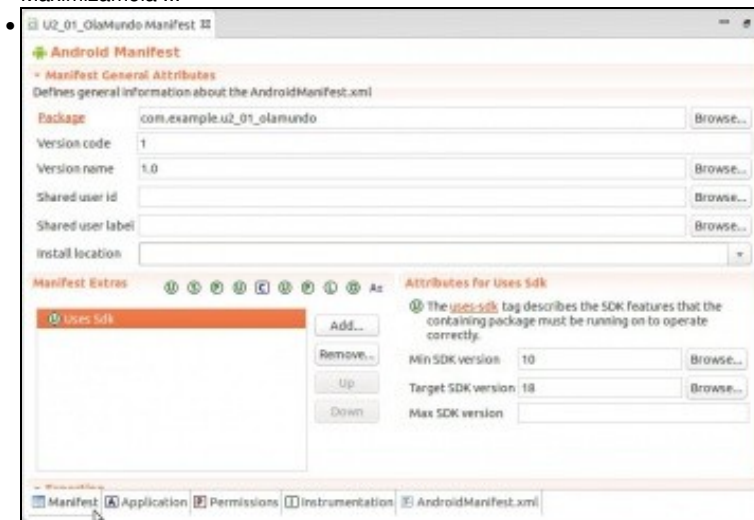 U2_01_OlaMundo Manifest
Android Manifest
Manifest General Attributes
Defines general information about the AndroidManifest.xml
Package com.example.u2_01_olamundo Browse...
Version code 1
Version name 1.0 Browse...
Shared user id Browse...
Shared user label Browse...
Install location
Manifest Extras U S P U C U P L Az Attributes for Uses Sdk
U Uses Sdk
U The uses-sdk tag describes the SDK features that the
containing package must be running on to operate
correctly.
Add...
Remove...
Up
Down
Min SDK version 10 Browse...
Target SDK version 18 Browse...
Max SDK version
Manifest A Application P Permissions I Instrumentation AndroidManifest.xml